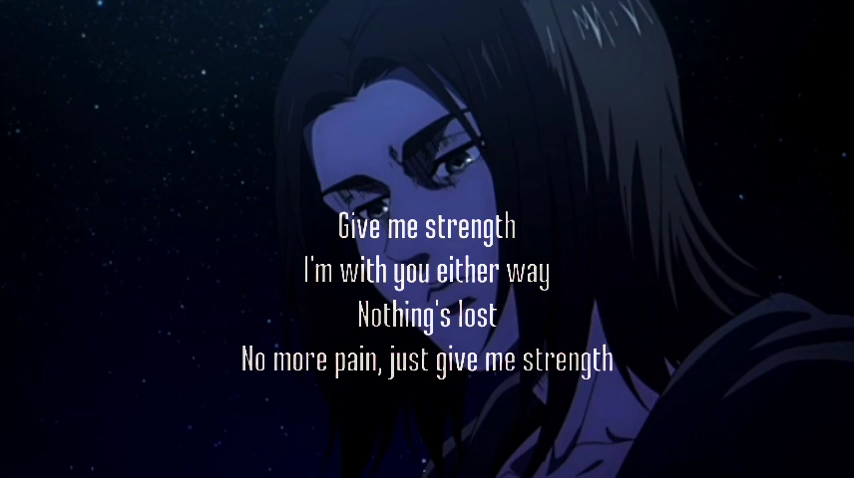 Give me strength
I'm with you either way
Nothing's lost
No more pain, just give me strength